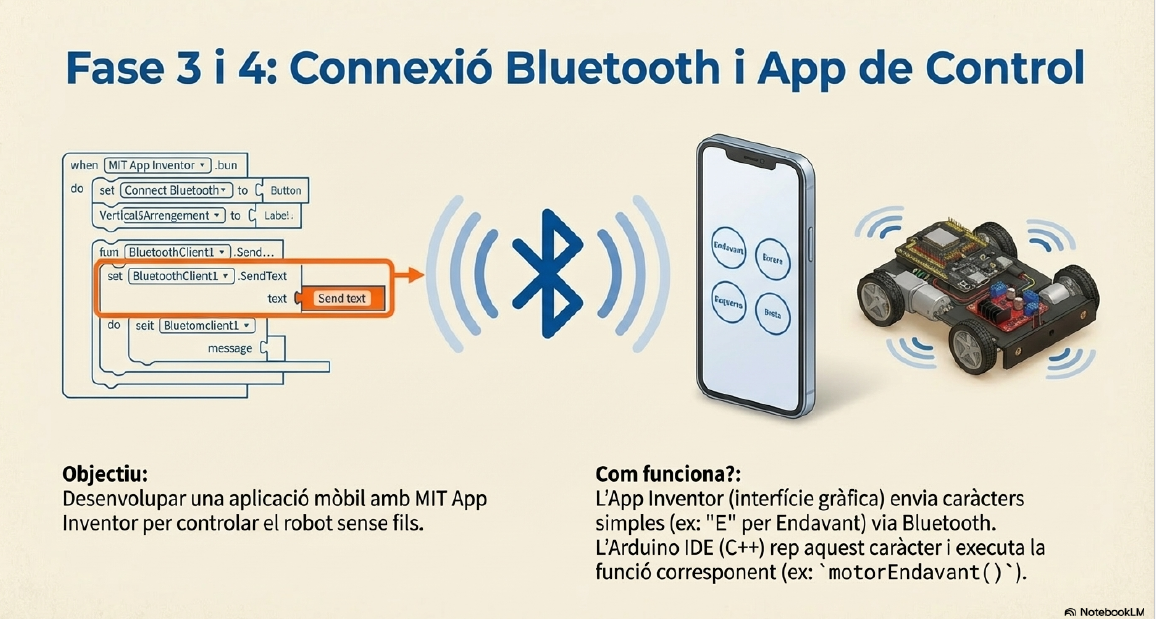 Fase 3 i 4: Connexió Bluetooth i App de Control
when MIT App Inventor .bun
do set Connect Bluetooth to Button
VerticalSArrangement to Label:
fum BluetoothClient1 .Send...
set BluetoothClient1 .SendText
text Send text
do seit Bluetomclient1
message
Endavant
Objectiu:
Desenvolupar una aplicació mòbil amb MIT App
Inventor per controlar el robot sense fils.
Com funciona?:
L'App Inventor (interfície gràfica) envia caràcters
simples (ex: "E" per Endavant) via Bluetooth.
L'Arduino IDE (C++) rep aquest caràcter i executa la
funció corresponent (ex: `motorEndavant()`).
NotebookLM